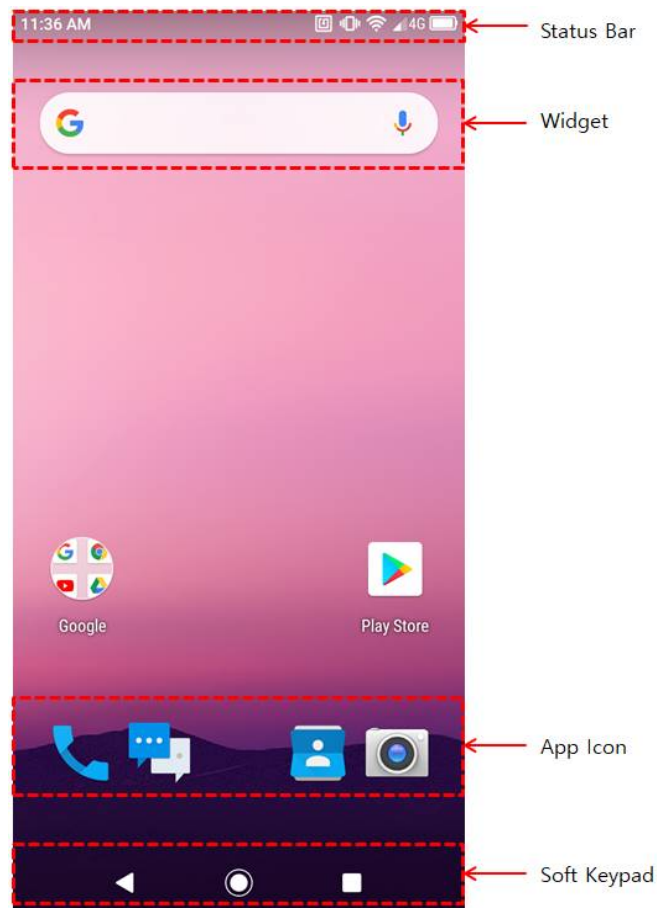 11:36 AM 4G
Status Bar
Widget
Google
Play Store
App Icon
Soft Keypad